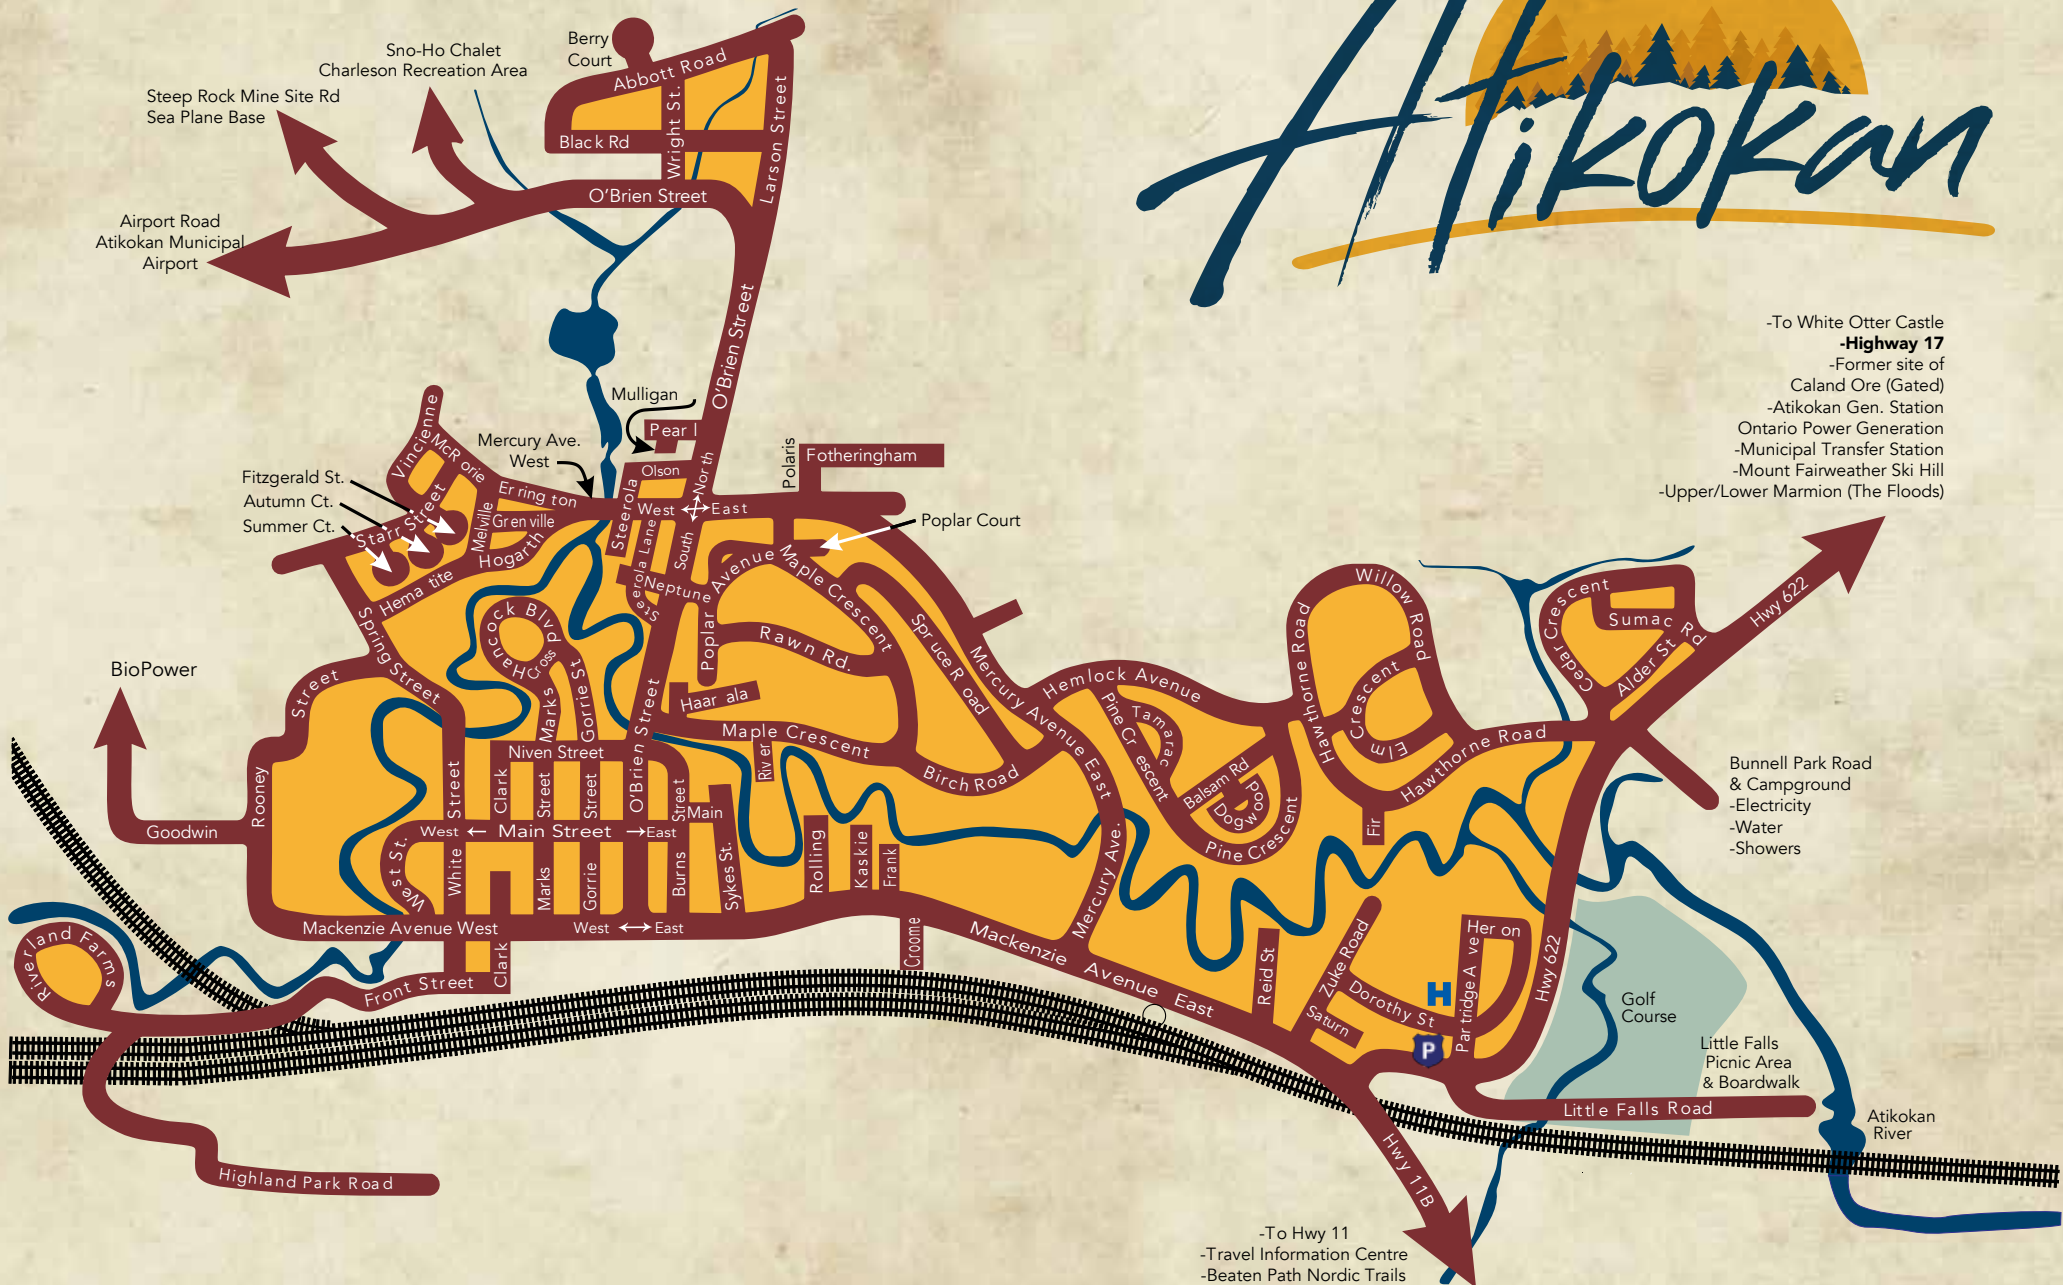 Atikokan
Berry
Court
Sno-Ho Chalet
Charleson Recreation Area
Steep Rock Mine Site Rd
Sea Plane Base
Airport Road
Atikokan Municipal
Airport
Abbott Road
Wright St.
Black Rd
Larson Street
O'Brien Street
O'Brien Street
-To White Otter Castle
-Highway 17
-Former site of
Caland Ore (Gated)
-Atikokan Gen. Station
Ontario Power Generation
-Municipal Transfer Station
-Mount Fairweather Ski Hill
-Upper/Lower Marmion (The Floods)
Mulligan
Pearl
Mercury Ave.
West
Olson
North
Polaris
Fotheringham
Vincienne
McRorie
Errington
Fitzgerald St.
Autumn Ct.
Summer Ct.
Starr Street
Melville
Grenville
Hogarth
Hematite
Steerola
West
East
South
Steerola Lane
Steerola
Neptune
Poplar Avenue
Poplar Court
Maple Crescent
Spring Street
Hancock Blvd
Cross
Rawn Rd.
Spruce Road
Mercury Avenue East
Hemlock Avenue
Hawthorne Road
Willow Road
Elm Crescent
Cedar Crescent
Sumac Rd
Alder St
Hwy 622
BioPower
Rooney Street
Haarala
Maple Crescent
River
Birch Road
Pine Crescent
Tamarac
Balsam Rd
Dogwood
Pine Crescent
Hawthorne Road
Fir
Marks
Gorrie St.
O'Brien Street
Niven Street
Clark
Street
Street
Street
Main
Goodwin
West
Main Street
East
West St.
White Street
Marks
Gorrie
Burns
Sykes St.
Rolling
Kaskie
Frank
Croome
Mercury Ave.
Bunnell Park Road
& Campground
-Electricity
-Water
-Showers
Mackenzie Avenue West
West
East
Mackenzie Avenue East
Riverland Farms
Front Street
Clark
Reid St
Zuke Road
Saturn
Dorothy St
H
P
Partridge Ave
Heron
Hwy 622
Golf
Course
Little Falls
Picnic Area
& Boardwalk
Little Falls Road
Atikokan
River
Highland Park Road
Hwy 11B
-To Hwy 11
-Travel Information Centre
-Beaten Path Nordic Trails